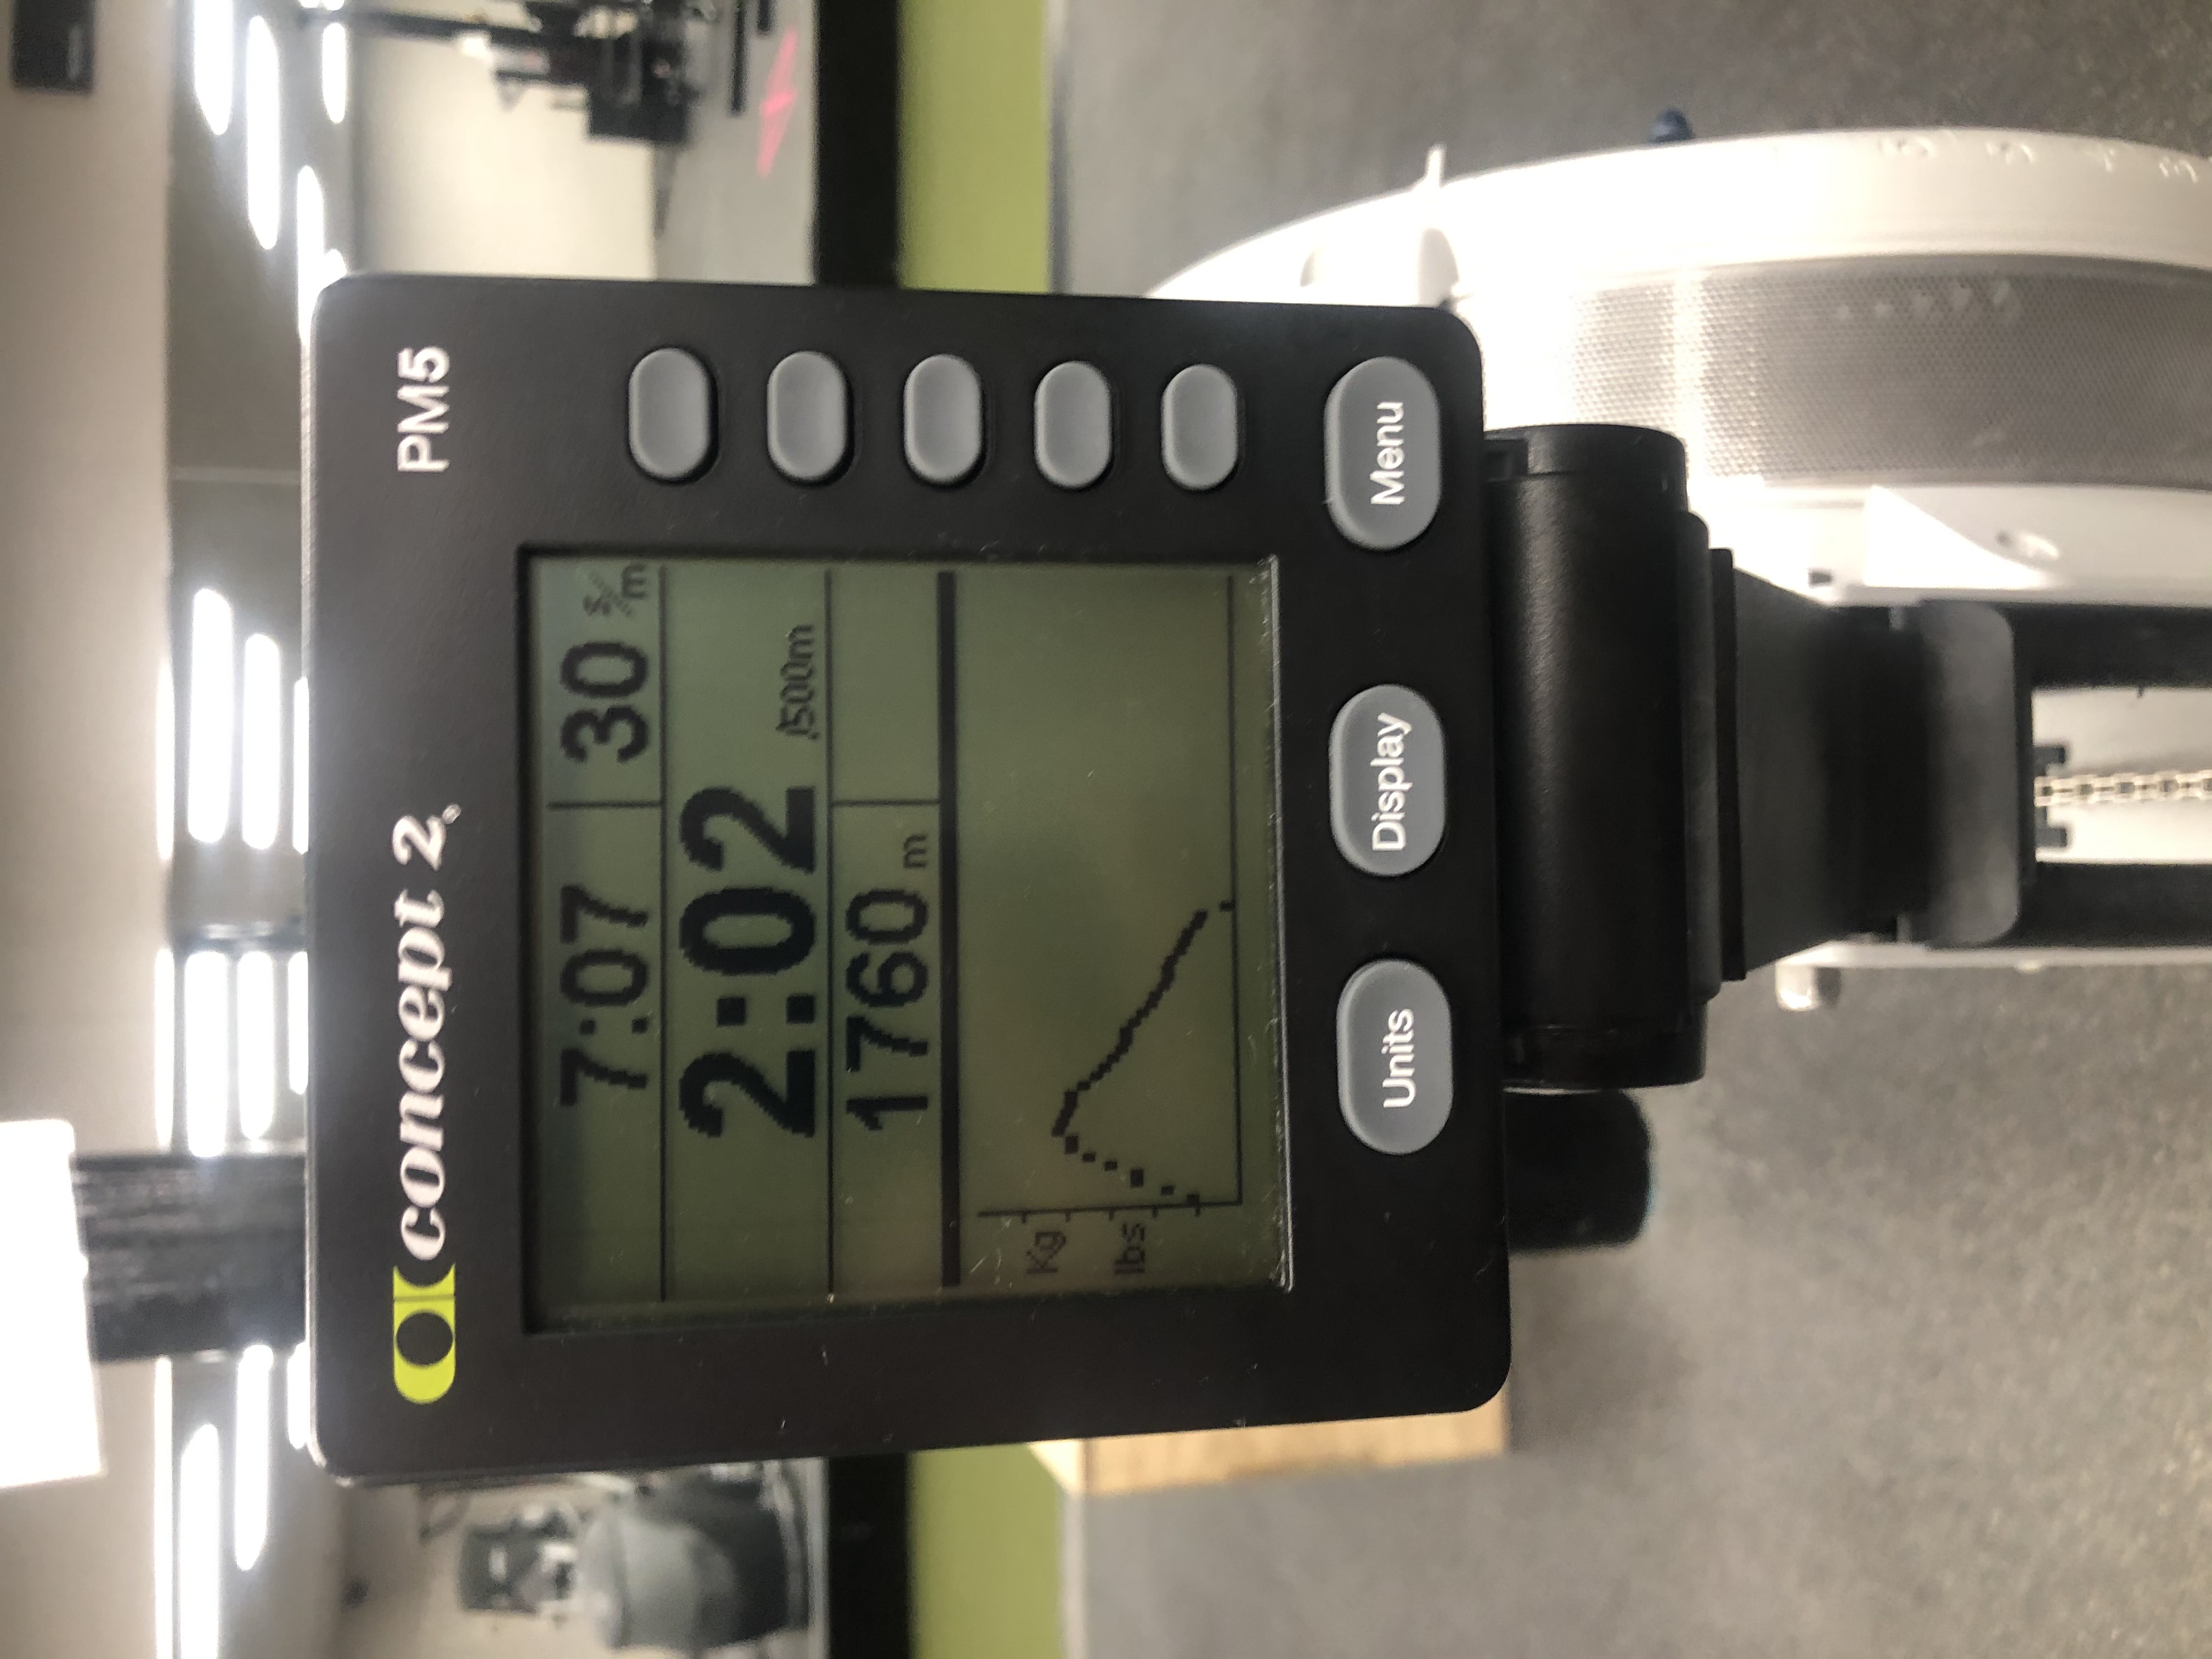 concept 2
PM5
7:07 30 s/m
2:02 /500m
1760 m
Kg
lbs
Units Display Menu